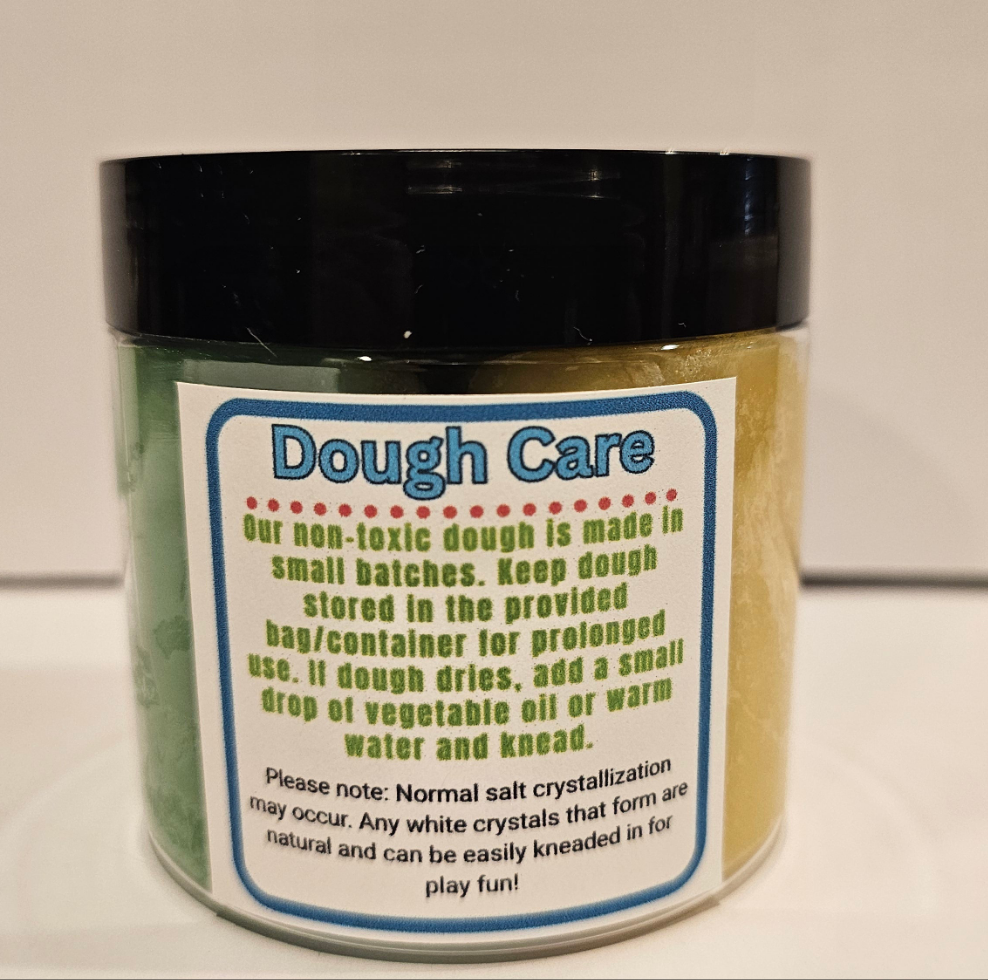 Dough Care
Our non-toxic dough is made in
small batches. Keep dough
stored in the provided
bag/container for prolonged
use. If dough dries, add a small
drop of vegetable oil or warm
water and knead.
Please note: Normal salt crystallization
may occur. Any white crystals that form are
natural and can be easily kneaded in for
play fun!